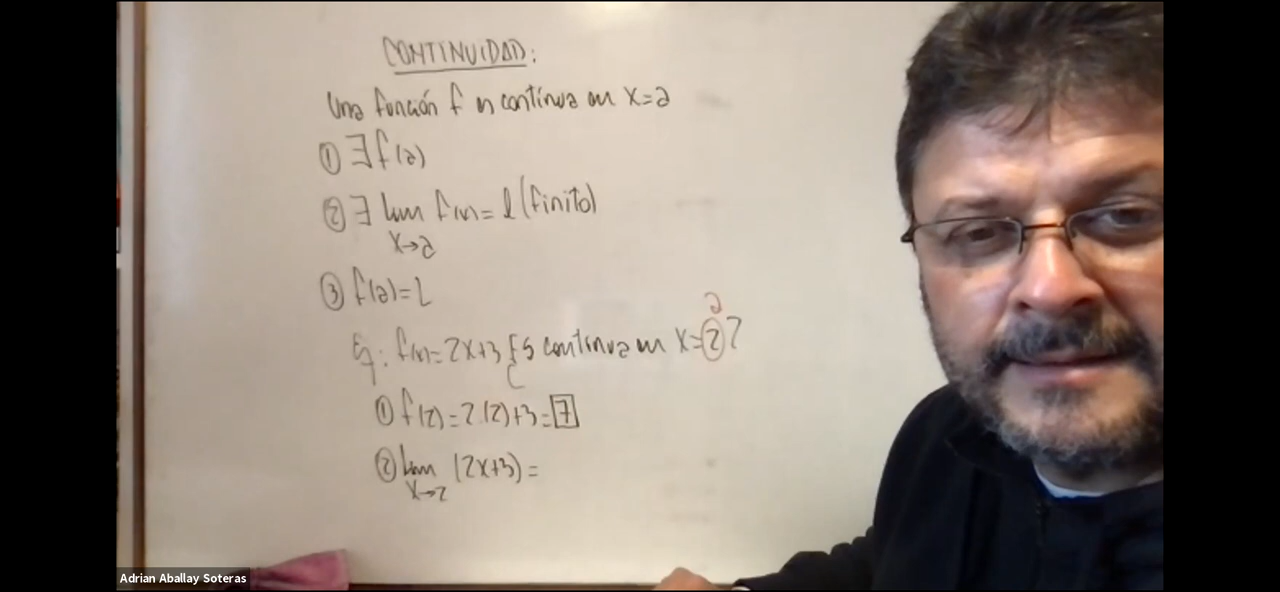 CONTINUIDAD:
Una función f es continua en x=a
① ∃ f(a)
② ∃ lim f(x) = l (finito)
x→a
③ f(a) = L
a
Ej: f(x) = 2x+3 ¿Es continua en x=2?
① f(2) = 2.(2)+3 = 7
② lim (2x+3) =
x→2
Adrian Aballay Soteras